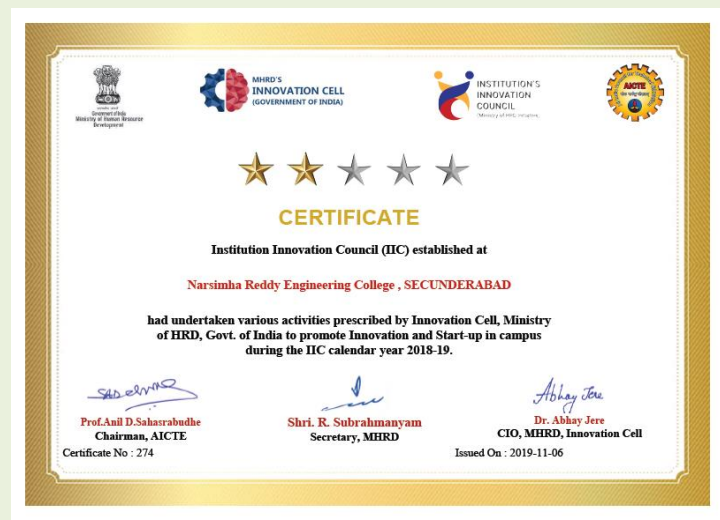 Government of India
Ministry of Human Resource
Development
MHRD'S
INNOVATION CELL
(GOVERNMENT OF INDIA)
INSTITUTION'S
INNOVATION
COUNCIL
(Ministry of HRD Initiative)
AICTE
CERTIFICATE
Institution Innovation Council (IIC) established at
Narsimha Reddy Engineering College , SECUNDERABAD
had undertaken various activities prescribed by Innovation Cell, Ministry
of HRD, Govt. of India to promote Innovation and Start-up in campus
during the IIC calendar year 2018-19.
Abhay Jere
Prof.Anil D.Sahasrabudhe
Chairman, AICTE
Shri. R. Subrahmanyam
Secretary, MHRD
Dr. Abhay Jere
CIO, MHRD, Innovation Cell
Certificate No : 274
Issued On : 2019-11-06